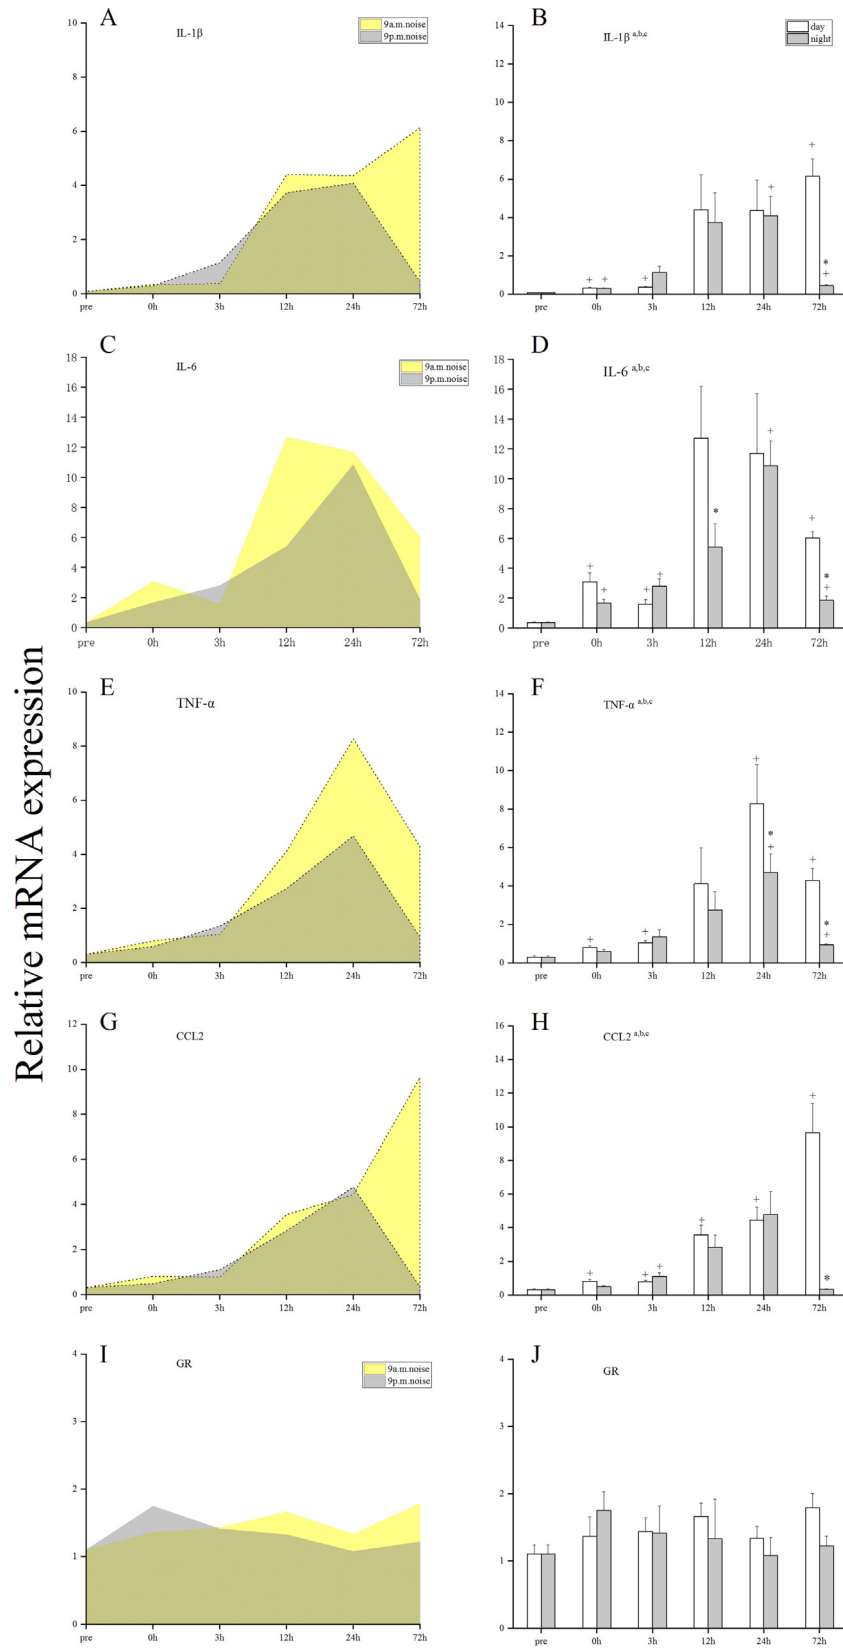 Relative mRNA expression
A
IL-1β
9a.m.noise
9p.m.noise
10
8
6
4
2
0
pre 0h 3h 12h 24h 72h
B
IL-1β a,b,c
day
night
14
12
10
8
6
4
2
0
+ + + + + * +
pre 0h 3h 12h 24h 72h
C
IL-6
9a.m.noise
9p.m.noise
18
16
14
12
10
8
6
4
2
0
pre 0h 3h 12h 24h 72h
D
IL-6 a,b,c
18
16
14
12
10
8
6
4
2
0
+ + + + * + + * +
pre 0h 3h 12h 24h 72h
E
TNF-α
10
8
6
4
2
0
pre 0h 3h 12h 24h 72h
F
TNF-α a,b,c
14
12
10
8
6
4
2
0
+ + + * + + * +
pre 0h 3h 12h 24h 72h
G
CCL2
12
10
8
6
4
2
0
pre 0h 3h 12h 24h 72h
H
CCL2 a,b,c
16
14
12
10
8
6
4
2
0
+ + + + + + *
pre 0h 3h 12h 24h 72h
I
GR
9a.m.noise
9p.m.noise
4
3
2
1
0
pre 0h 3h 12h 24h 72h
J
GR
4
3
2
1
0
pre 0h 3h 12h 24h 72h